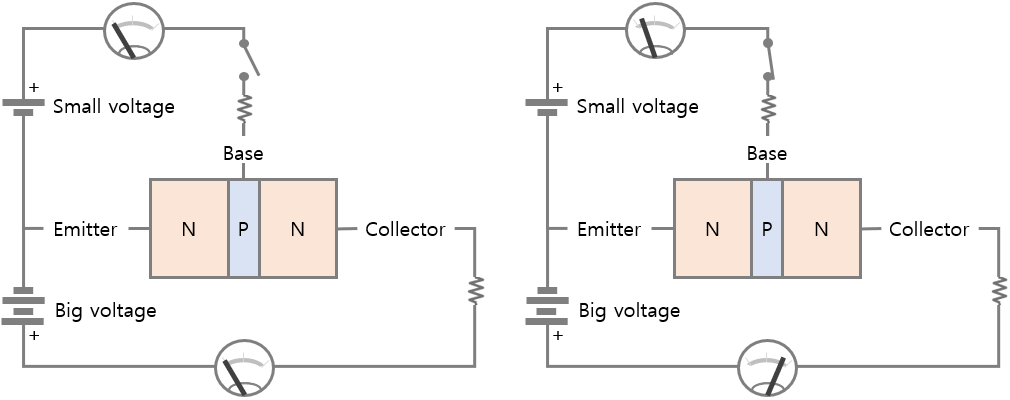 +
Small voltage
Base
Emitter
N
P
N
Collector
Big voltage
+
+
Small voltage
Base
Emitter
N
P
N
Collector
Big voltage
+